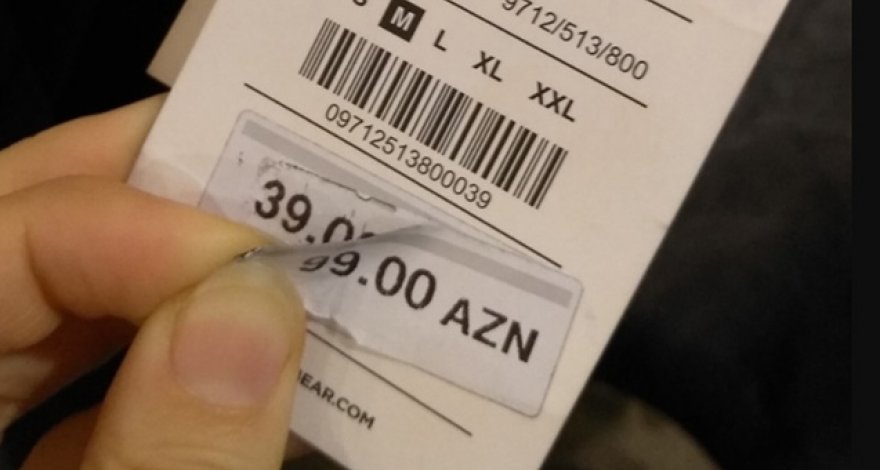 9712/513/800
M L XL XXL
09712513800039
39.0
99.00 AZN
EAR.COM